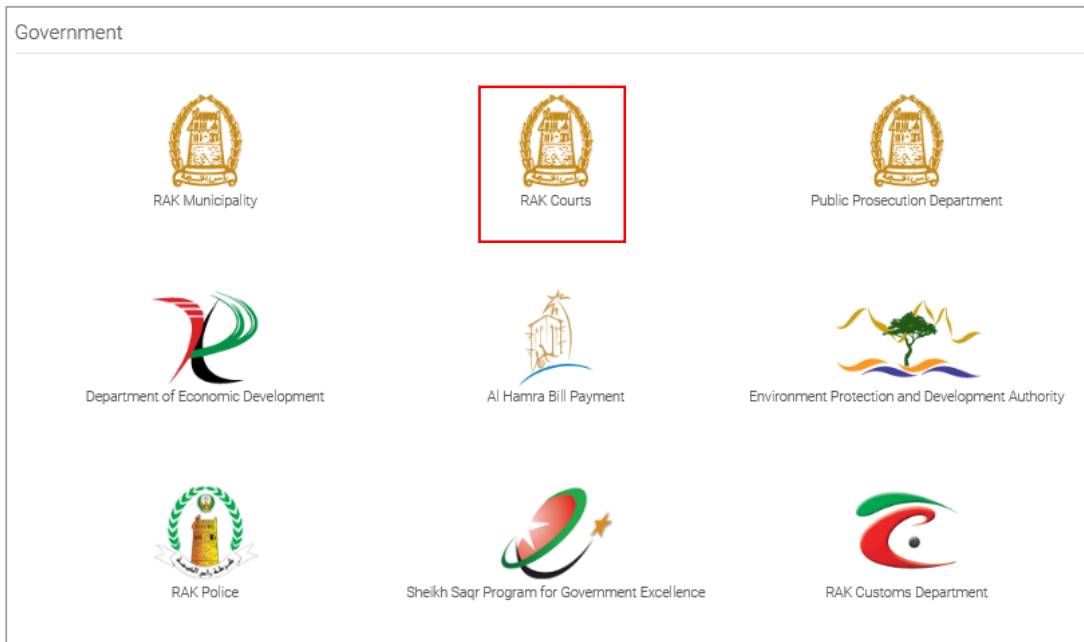 Government
RAK Municipality
RAK Courts
Public Prosecution Department
Department of Economic Development
Al Hamra Bill Payment
Environment Protection and Development Authority
RAK Police
Sheikh Saqr Program for Government Excellence
RAK Customs Department